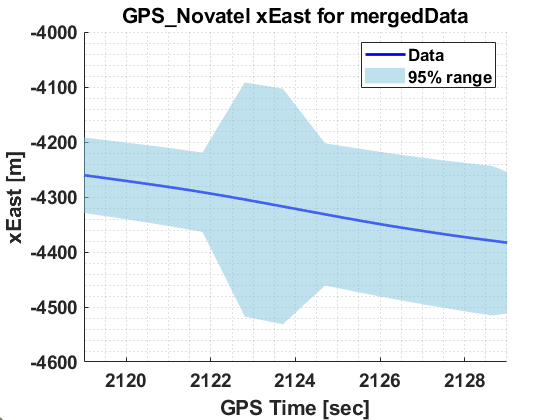 GPS_Novatel xEast for mergedData
-4000
-4100
-4200
-4300
-4400
-4500
-4600
xEast [m]
Data
95% range
2120 2122 2124 2126 2128
GPS Time [sec]